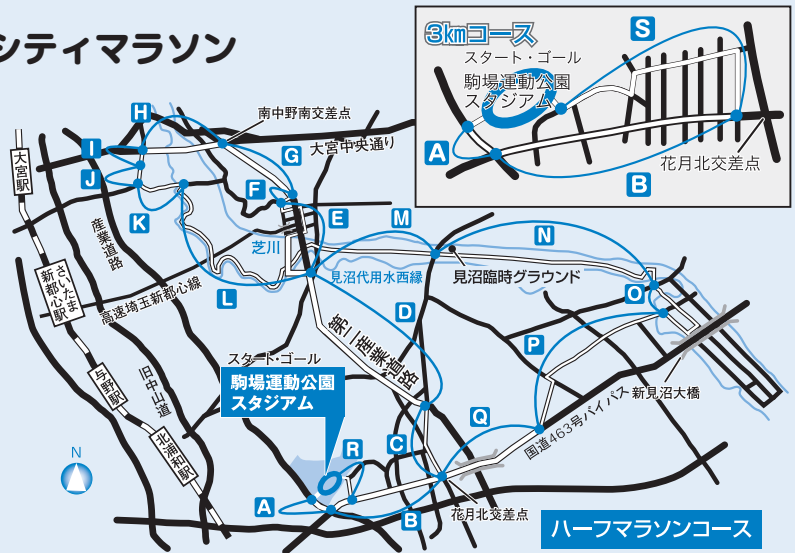 シティマラソン
3kmコース
スタート・ゴール
駒場運動公園
スタジアム
S
A
B
花月北交差点
H
南中野南交差点
大宮中央通り
I
G
J
F
K
E
M
N
大宮駅
産業道路
芝川
見沼代用水西縁
見沼臨時グラウンド
O
さいたま
新都心駅
高速埼玉新都心線
L
D
P
第二産業道路
新見沼大橋
与野駅
旧中山道
スタート・ゴール
駒場運動公園
スタジアム
国道463号バイパス
北浦和駅
N
R
C
Q
A
B
花月北交差点
ハーフマラソンコース